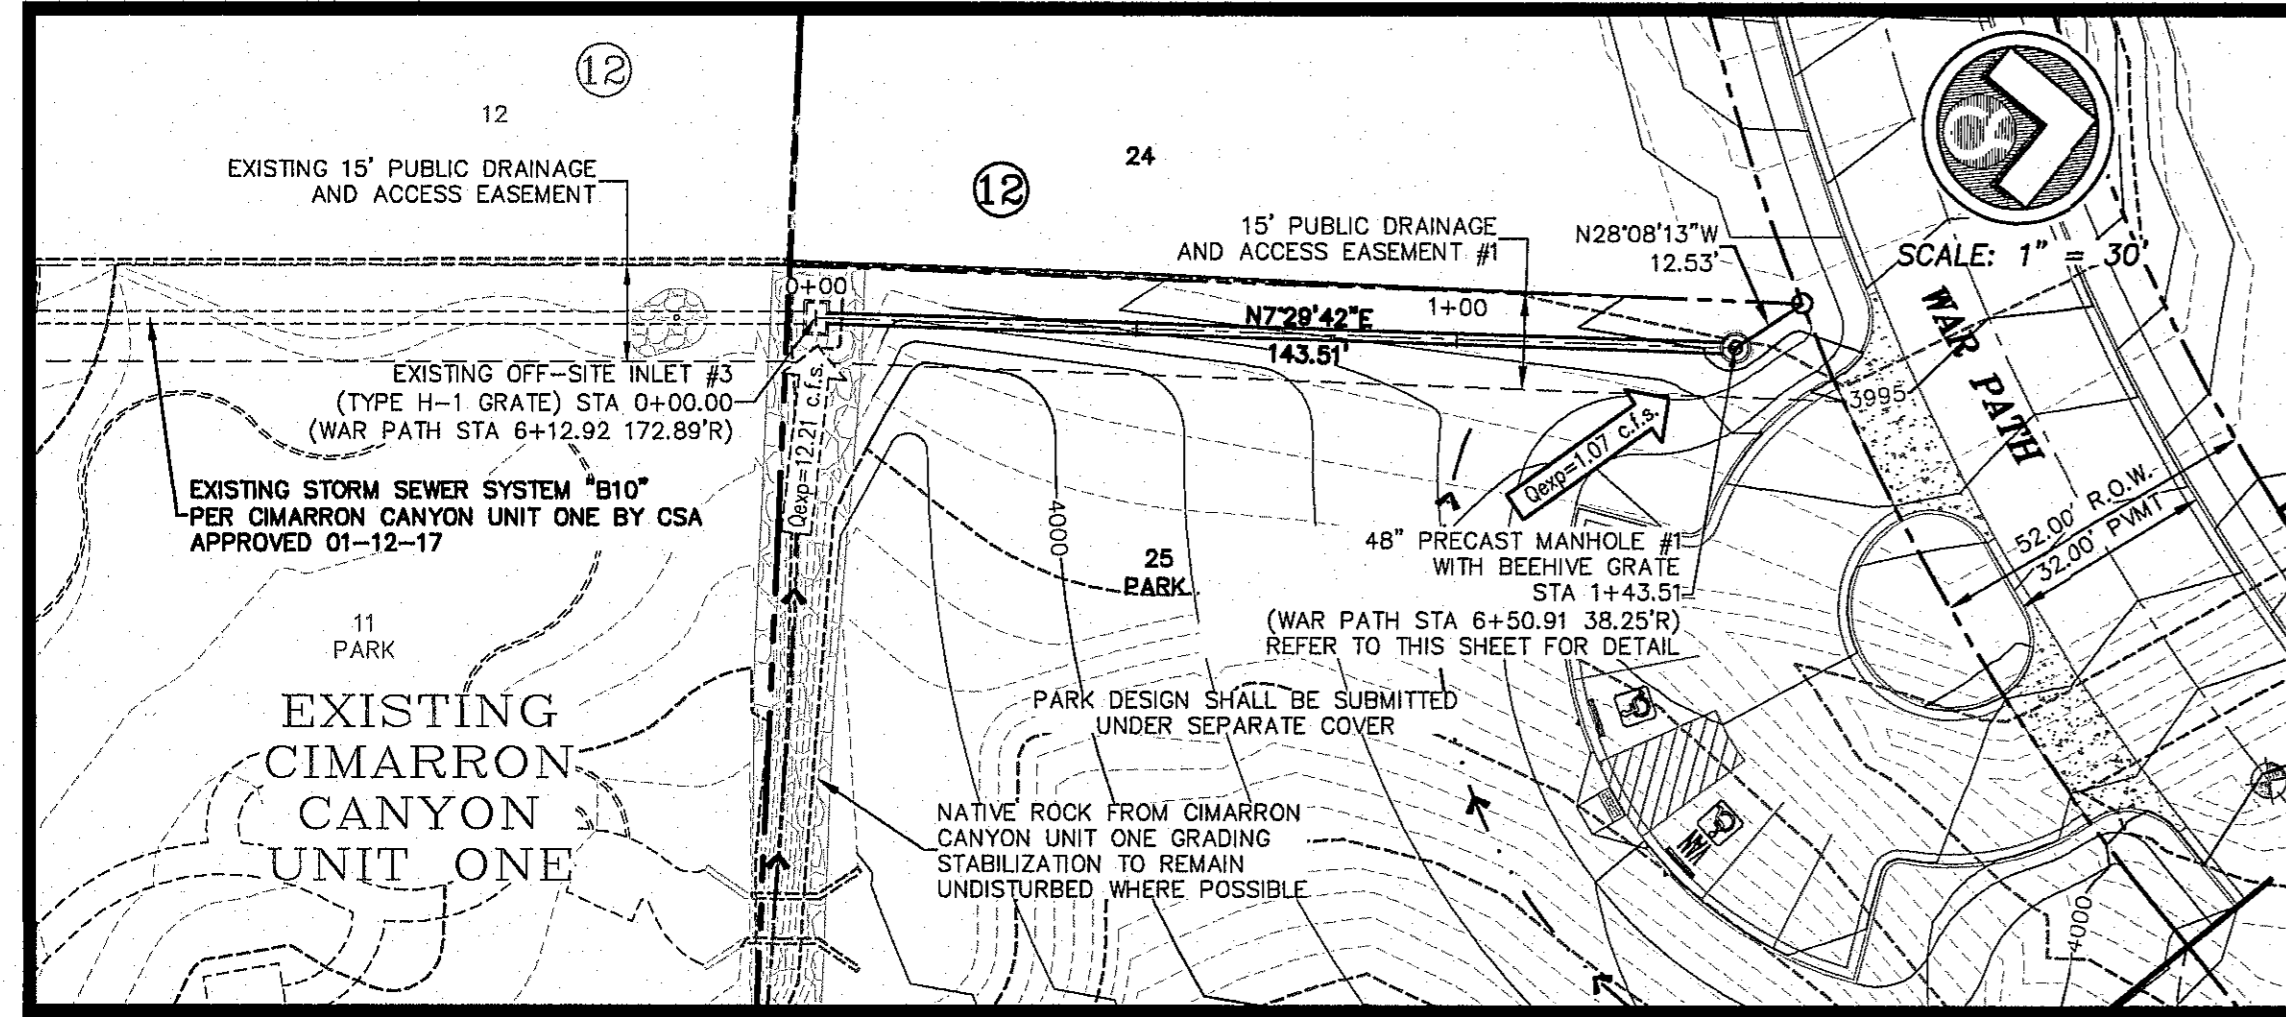 12
12
EXISTING 15' PUBLIC DRAINAGE
AND ACCESS EASEMENT
24
12
15' PUBLIC DRAINAGE
AND ACCESS EASEMENT #1
N28°08'13"W
12.53'
SCALE: 1" = 30'
0+00
N7°29'42"E
143.51'
1+00
WAR PATH
3995
EXISTING OFF-SITE INLET #3
(TYPE H-1 GRATE) STA 0+00.00
(WAR PATH STA 6+12.92 172.89'R)
Qexp=12.21 c.f.s.
Qexp=1.07 c.f.s.
EXISTING STORM SEWER SYSTEM "B10"
PER CIMARRON CANYON UNIT ONE BY CSA
APPROVED 01-12-17
4000
25
PARK
48" PRECAST MANHOLE #1
WITH BEEHIVE GRATE
STA 1+43.51
(WAR PATH STA 6+50.91 38.25'R)
REFER TO THIS SHEET FOR DETAIL
52.00' R.O.W.
32.00' PVMT
11
PARK
EXISTING
CIMARRON
CANYON
UNIT ONE
PARK DESIGN SHALL BE SUBMITTED
UNDER SEPARATE COVER
NATIVE ROCK FROM CIMARRON
CANYON UNIT ONE GRADING
STABILIZATION TO REMAIN
UNDISTURBED WHERE POSSIBLE
VAN
4000